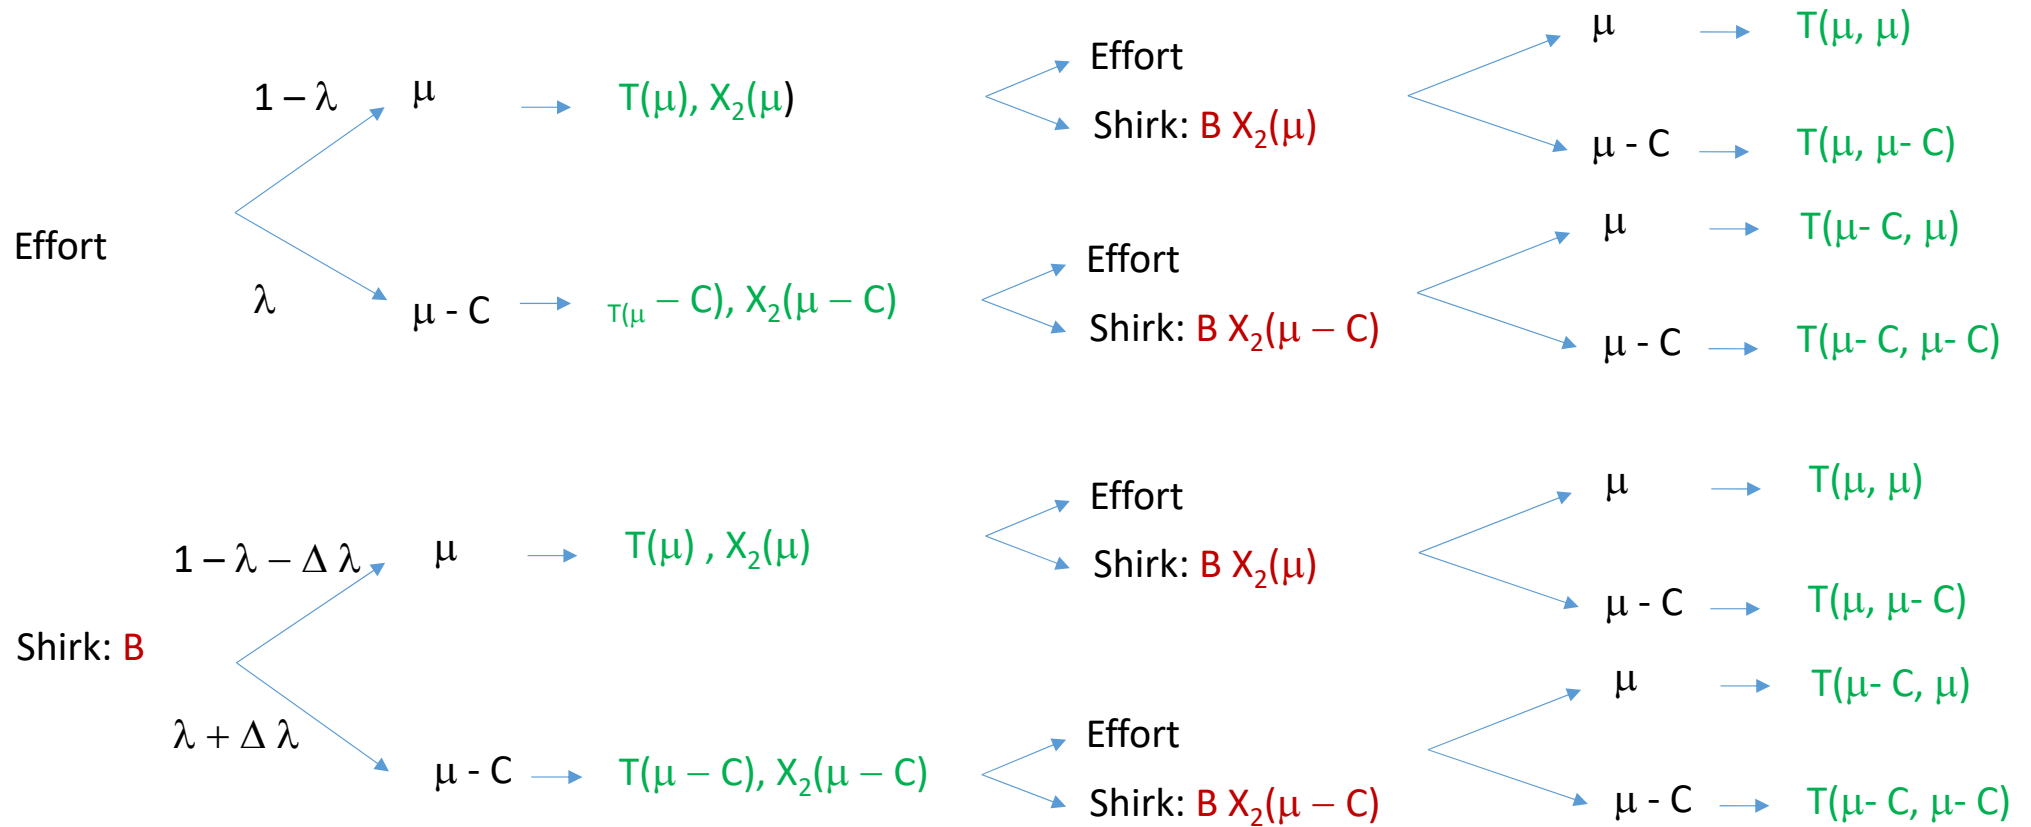 μ T(μ, μ)
Effort
1 – λ μ T(μ), X₂(μ)
Shirk: B X₂(μ)
μ - C T(μ, μ- C)
μ T(μ- C, μ)
Effort
Effort
λ μ - C T(μ – C), X₂(μ – C)
Shirk: B X₂(μ – C)
μ - C T(μ- C, μ- C)
μ T(μ, μ)
Effort
1 – λ – Δ λ μ T(μ) , X₂(μ)
Shirk: B X₂(μ)
μ - C T(μ, μ- C)
Shirk: B
μ T(μ- C, μ)
λ + Δ λ
Effort
μ - C T(μ – C), X₂(μ – C)
Shirk: B X₂(μ – C)
μ - C T(μ- C, μ- C)